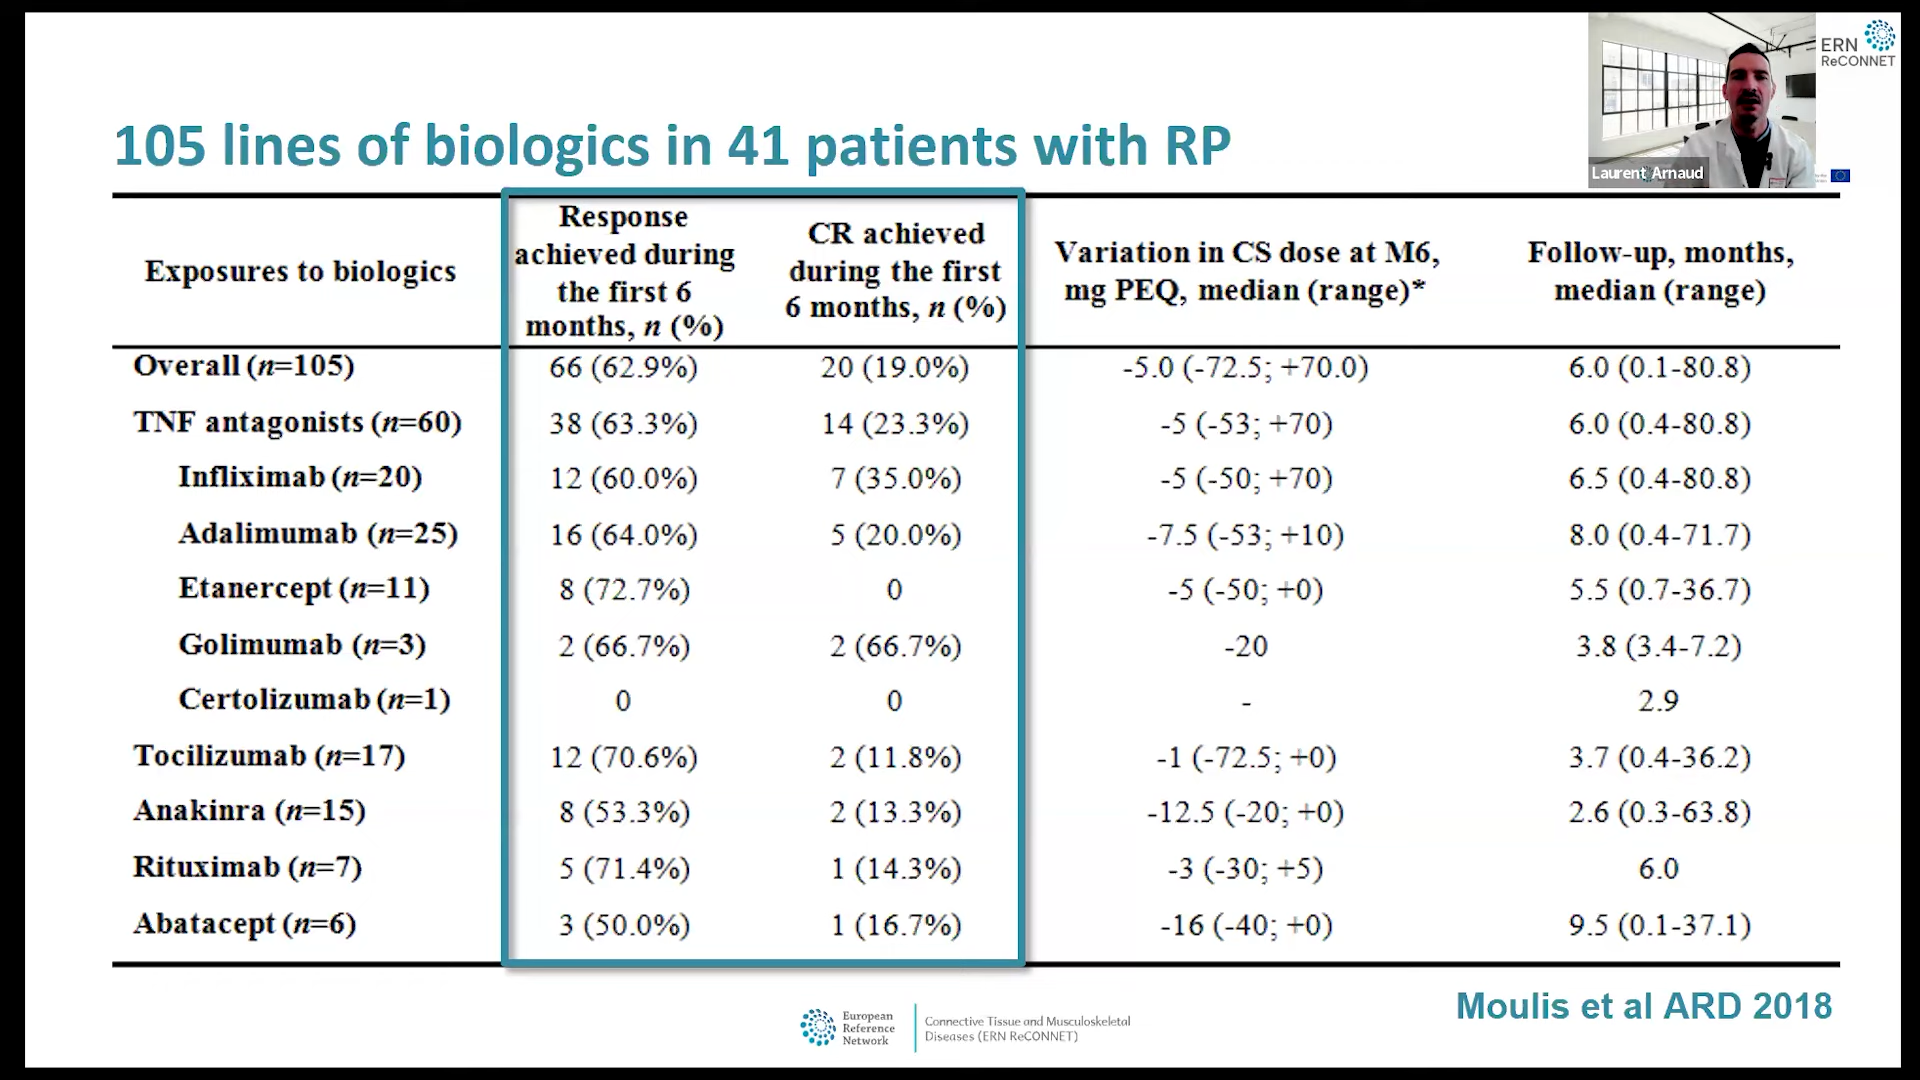 ERN
ReCONNET
Laurent Arnaud
105 lines of biologics in 41 patients with RP
Exposures to biologics
Response
achieved during
the first 6
months, n (%)
CR achieved
during the first
6 months, n (%)
Variation in CS dose at M6,
mg PEQ, median (range)*
Follow-up, months,
median (range)
Overall (n=105) 66 (62.9%) 20 (19.0%) -5.0 (-72.5; +70.0) 6.0 (0.1-80.8)
TNF antagonists (n=60) 38 (63.3%) 14 (23.3%) -5 (-53; +70) 6.0 (0.4-80.8)
Infliximab (n=20) 12 (60.0%) 7 (35.0%) -5 (-50; +70) 6.5 (0.4-80.8)
Adalimumab (n=25) 16 (64.0%) 5 (20.0%) -7.5 (-53; +10) 8.0 (0.4-71.7)
Etanercept (n=11) 8 (72.7%) 0 -5 (-50; +0) 5.5 (0.7-36.7)
Golimumab (n=3) 2 (66.7%) 2 (66.7%) -20 3.8 (3.4-7.2)
Certolizumab (n=1) 0 0 - 2.9
Tocilizumab (n=17) 12 (70.6%) 2 (11.8%) -1 (-72.5; +0) 3.7 (0.4-36.2)
Anakinra (n=15) 8 (53.3%) 2 (13.3%) -12.5 (-20; +0) 2.6 (0.3-63.8)
Rituximab (n=7) 5 (71.4%) 1 (14.3%) -3 (-30; +5) 6.0
Abatacept (n=6) 3 (50.0%) 1 (16.7%) -16 (-40; +0) 9.5 (0.1-37.1)
Moulis et al ARD 2018
European
Reference
Network
Connective Tissue and Musculoskeletal
Diseases (ERN ReCONNET)